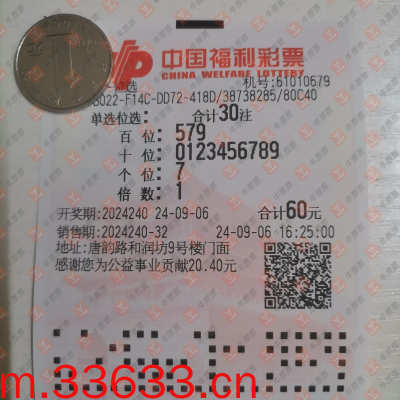 中国福利彩票
CHINA WELFARE LOTTERY
选 机号:61010679
8022-F14C-DD72-418D/38738285/80C40
单选位选: 合计30注
百 位: 579
十 位: 0123456789
个 位: 7
倍 数: 1
开奖期:2024240 24-09-06 合计60元
销售期:2024240-32 24-09-06 16:25:00
地址:唐韵路和润坊9号楼门面
感谢您为公益事业贡献20.40元
m.33633.cn